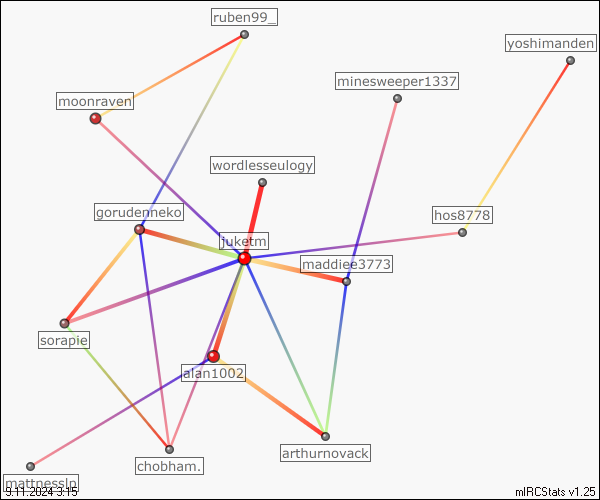 ruben99_
yoshimanden
minesweeper1337
moonraven
wordlesseulogy
gorudenneko
hos8778
juketm
maddiee3773
sorapie
alan1002
arthurnovack
chobham.
mattnessln
9.11.2024 3:15
mIRCStats v1.25